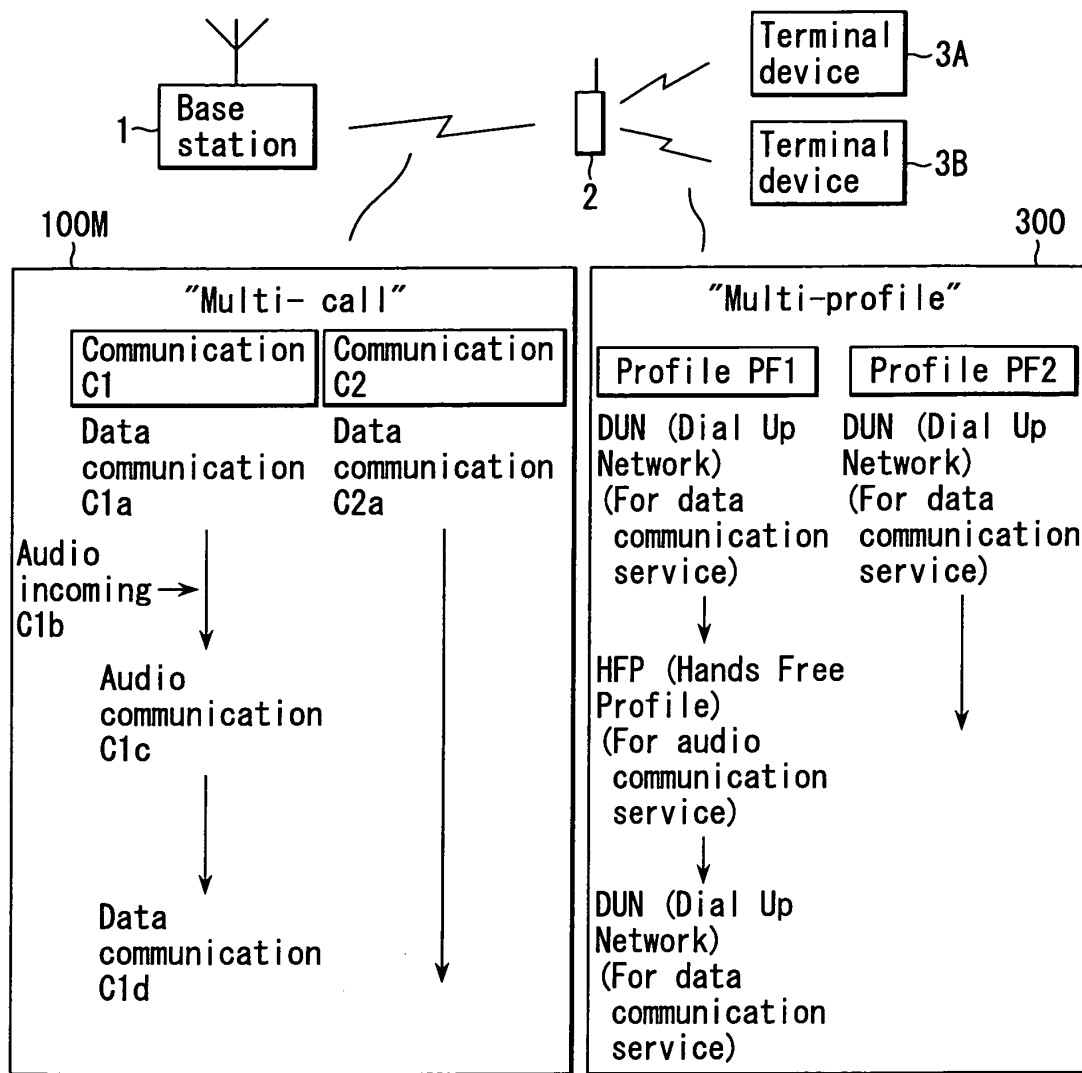 Base
station
1
2
Terminal
device
3A
Terminal
device
3B
100M
"Multi- call"
Communication
C1
Communication
C2
Data
communication
C1a
Data
communication
C2a
Audio
incoming
C1b
Audio
communication
C1c
Data
communication
C1d
300
"Multi-profile"
Profile PF1
Profile PF2
DUN (Dial Up
Network)
(For data
communication
service)
DUN (Dial Up
Network)
(For data
communication
service)
HFP (Hands Free
Profile)
(For audio
communication
service)
DUN (Dial Up
Network)
(For data
communication
service)